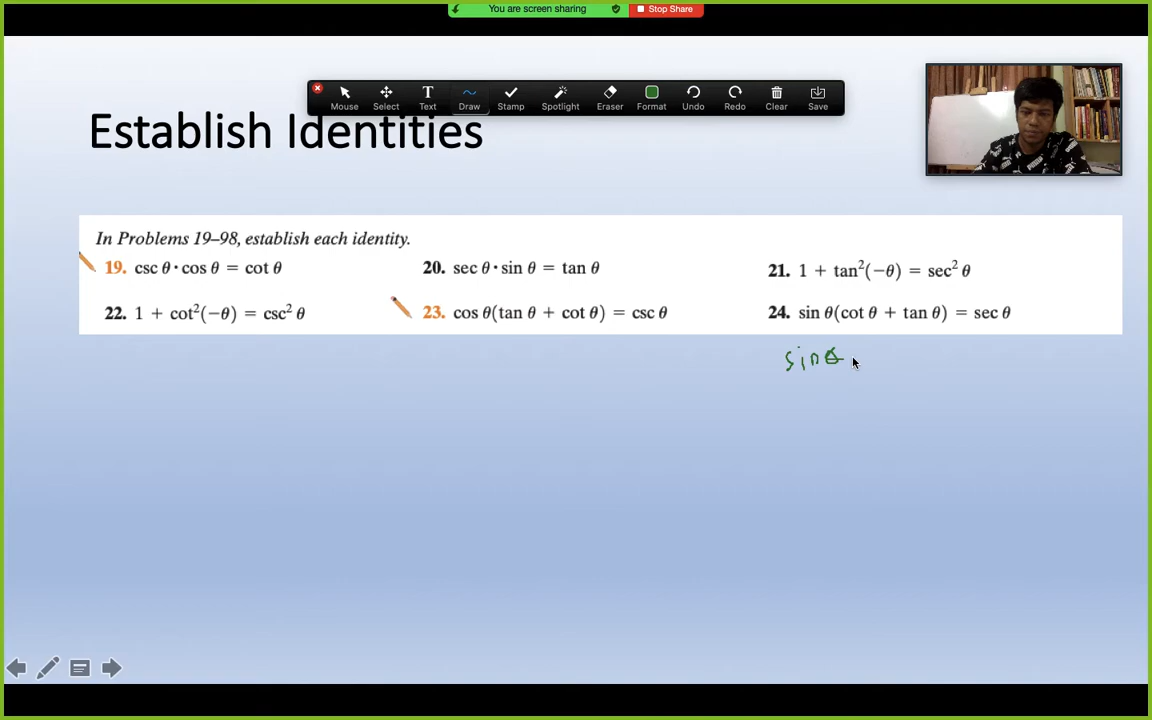 You are screen sharing Stop Share
Mouse Select Text Draw Stamp Spotlight Eraser Format Undo Redo Clear Save
Establish Identities
In Problems 19–98, establish each identity.
19. csc θ · cos θ = cot θ 20. sec θ · sin θ = tan θ 21. 1 + tan²(−θ) = sec² θ
22. 1 + cot²(−θ) = csc² θ 23. cos θ(tan θ + cot θ) = csc θ 24. sin θ(cot θ + tan θ) = sec θ
sinθ